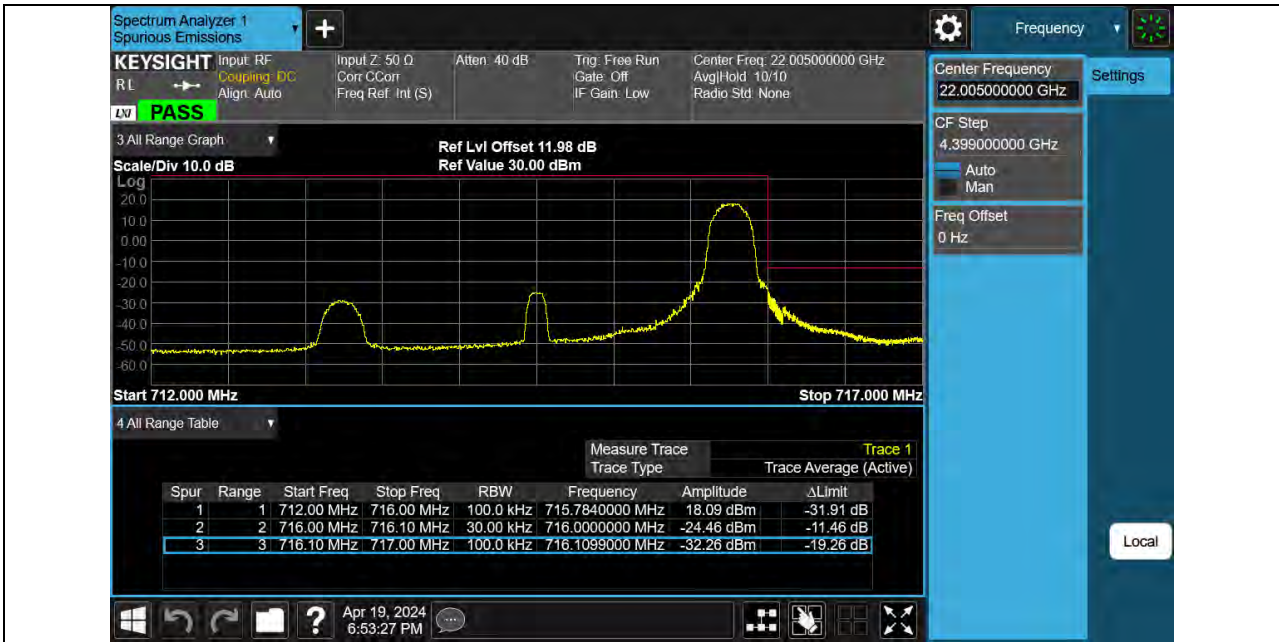 Spectrum Analyzer 1
Spurious Emissions
Frequency
KEYSIGHT
RL
LXI
PASS
Input: RF
Coupling: DC
Align: Auto
Input Z: 50 Ω
Corr CCorr
Freq Ref: Int (S)
Atten: 40 dB
Trig: Free Run
Gate: Off
IF Gain: Low
Center Freq: 22.005000000 GHz
Avg|Hold: 10/10
Radio Std: None
Center Frequency
22.005000000 GHz
Settings
CF Step
4.399000000 GHz
Auto
Man
Freq Offset
0 Hz
3 All Range Graph
Scale/Div 10.0 dB
Ref Lvl Offset 11.98 dB
Ref Value 30.00 dBm
Log
20.0
10.0
0.00
-10.0
-20.0
-30.0
-40.0
-50.0
-60.0
Start 712.000 MHz
Stop 717.000 MHz
4 All Range Table
Measure Trace Trace 1
Trace Type Trace Average (Active)
Spur Range Start Freq Stop Freq RBW Frequency Amplitude ΔLimit
1 1 712.00 MHz 716.00 MHz 100.0 kHz 715.7840000 MHz 18.09 dBm -31.91 dB
2 2 716.00 MHz 716.10 MHz 30.00 kHz 716.0000000 MHz -24.46 dBm -11.46 dB
3 3 716.10 MHz 717.00 MHz 100.0 kHz 716.1099000 MHz -32.26 dBm -19.26 dB
Local
?
Apr 19, 2024
6:53:27 PM